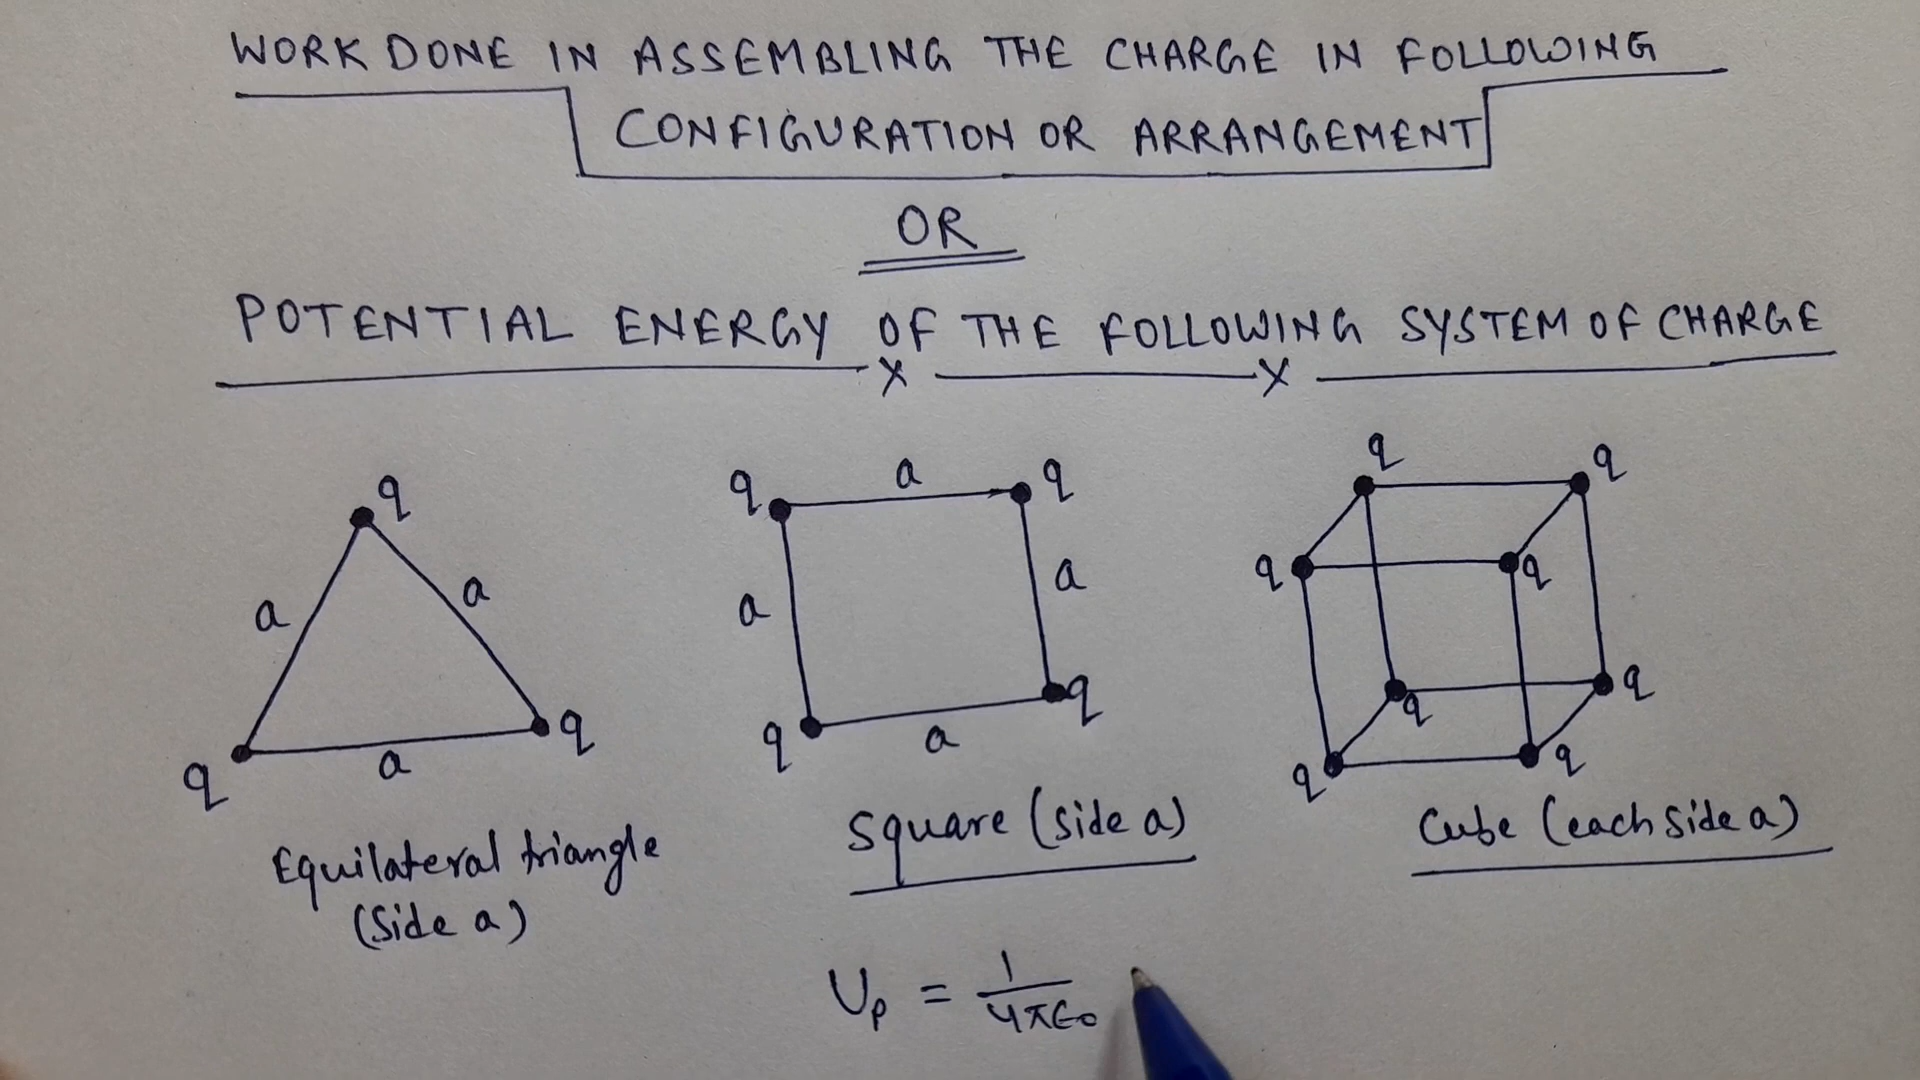 WORK DONE IN ASSEMBLING THE CHARGE IN FOLLOWING
CONFIGURATION OR ARRANGEMENT
OR
POTENTIAL ENERGY OF THE FOLLOWING SYSTEM OF CHARGE
x x
q
a a
q a q
Equilateral triangle
(Side a)
q a q
a a
q a q
Square (side a)
q q
q q
q q
q q
Cube (each side a)
Up = 1/4πε₀